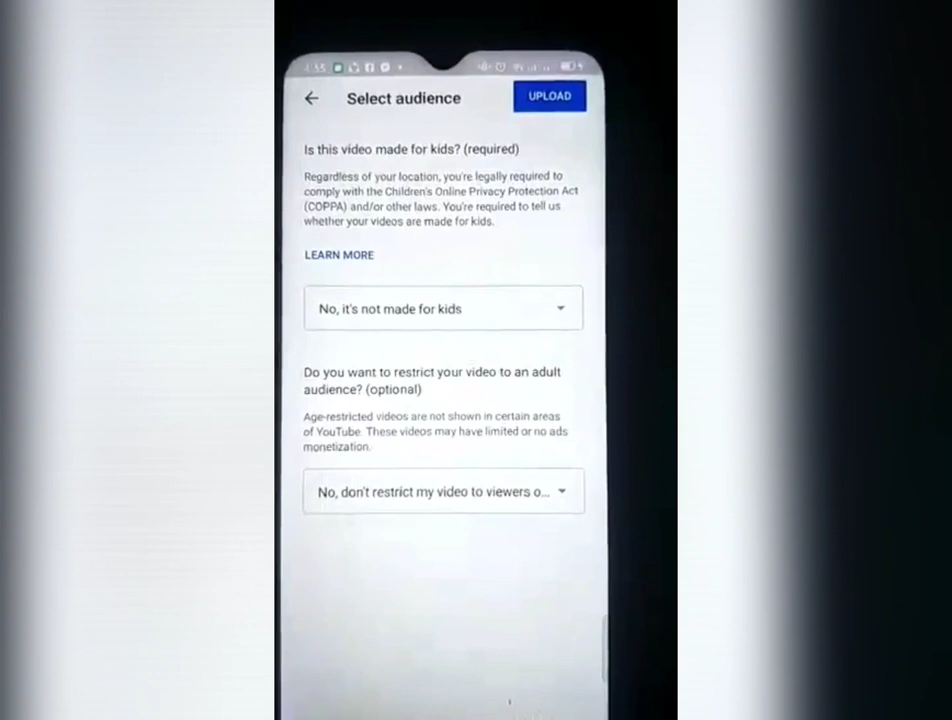 Select audience
UPLOAD
Is this video made for kids? (required)
Regardless of your location, you're legally required to
comply with the Children's Online Privacy Protection Act
(COPPA) and/or other laws. You're required to tell us
whether your videos are made for kids.
LEARN MORE
No, it's not made for kids
Do you want to restrict your video to an adult
audience? (optional)
Age-restricted videos are not shown in certain areas
of YouTube. These videos may have limited or no ads
monetization.
No, don't restrict my video to viewers o...